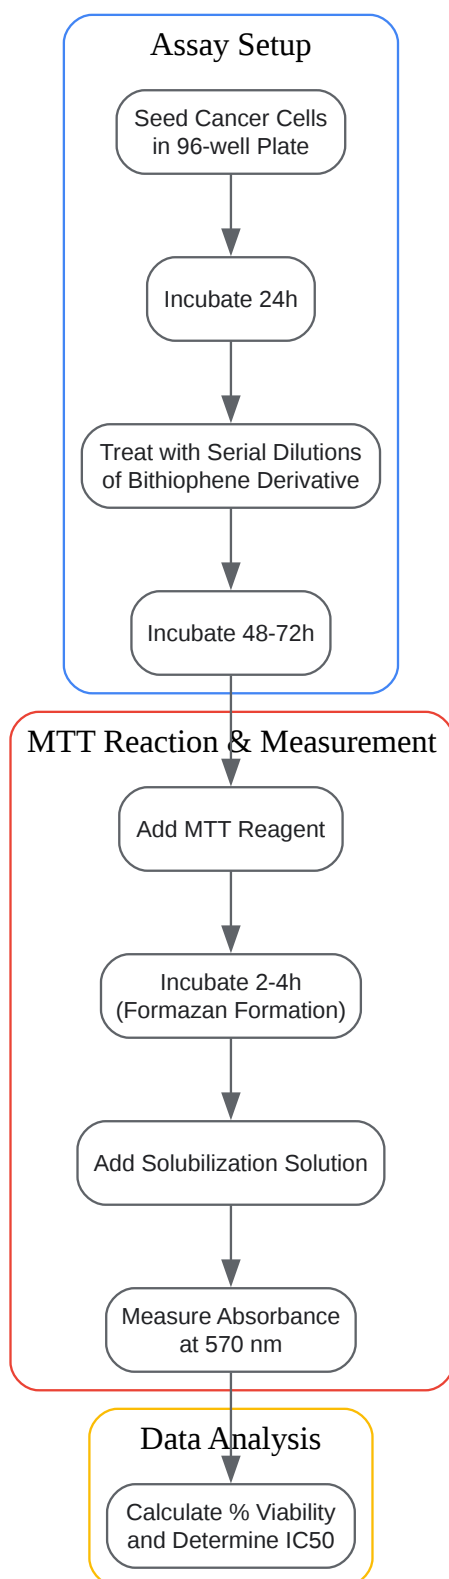 Assay Setup
Seed Cancer Cells
in 96-well Plate
Incubate 24h
Treat with Serial Dilutions
of Bithiophene Derivative
Incubate 48-72h
MTT Reaction & Measurement
Add MTT Reagent
Incubate 2-4h
(Formazan Formation)
Add Solubilization Solution
Measure Absorbance
at 570 nm
Data Analysis
Calculate % Viability
and Determine IC50